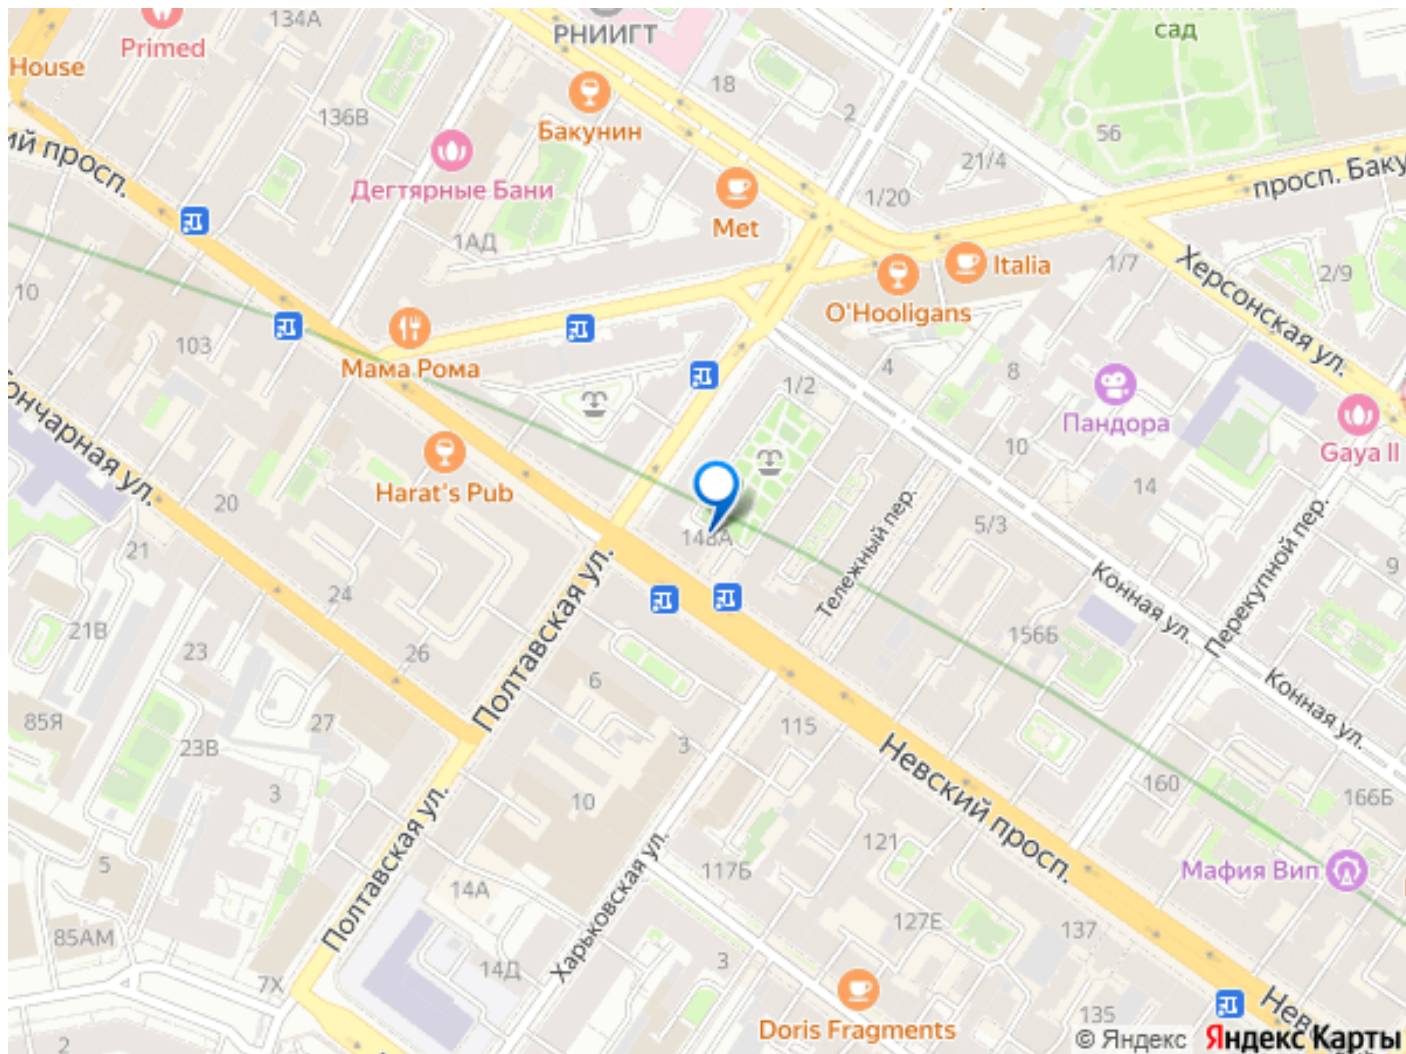 134А
РНИИГТ
сад
Primed
House
18
2
136В
Бакунин
56
ий просп.
21/4
просп. Баку
Дегтярные Бани
1/20
Met
1АД
Italia
1/7
2/9
10
O'Hooligans
Херсонская ул.
103
Мама Рома
1/2
4
8
Пандора
ончарная ул.
10
Gaya II
Harat's Pub
14
20
5/3
148А
Тележный пер.
Перекупной пер.
21
9
24
Конная ул.
21В
156Б
23
26
Полтавская ул.
6
Конная ул.
85Я
27
115
23В
3
Невский просп.
3
10
160
166Б
121
5
117Б
Мафия Вип
Полтавская ул.
14А
Харьковская ул.
127Е
137
85АМ
7Х
14Д
3
Doris Fragments
135
Невс
2
© Яндекс Яндекс Карты